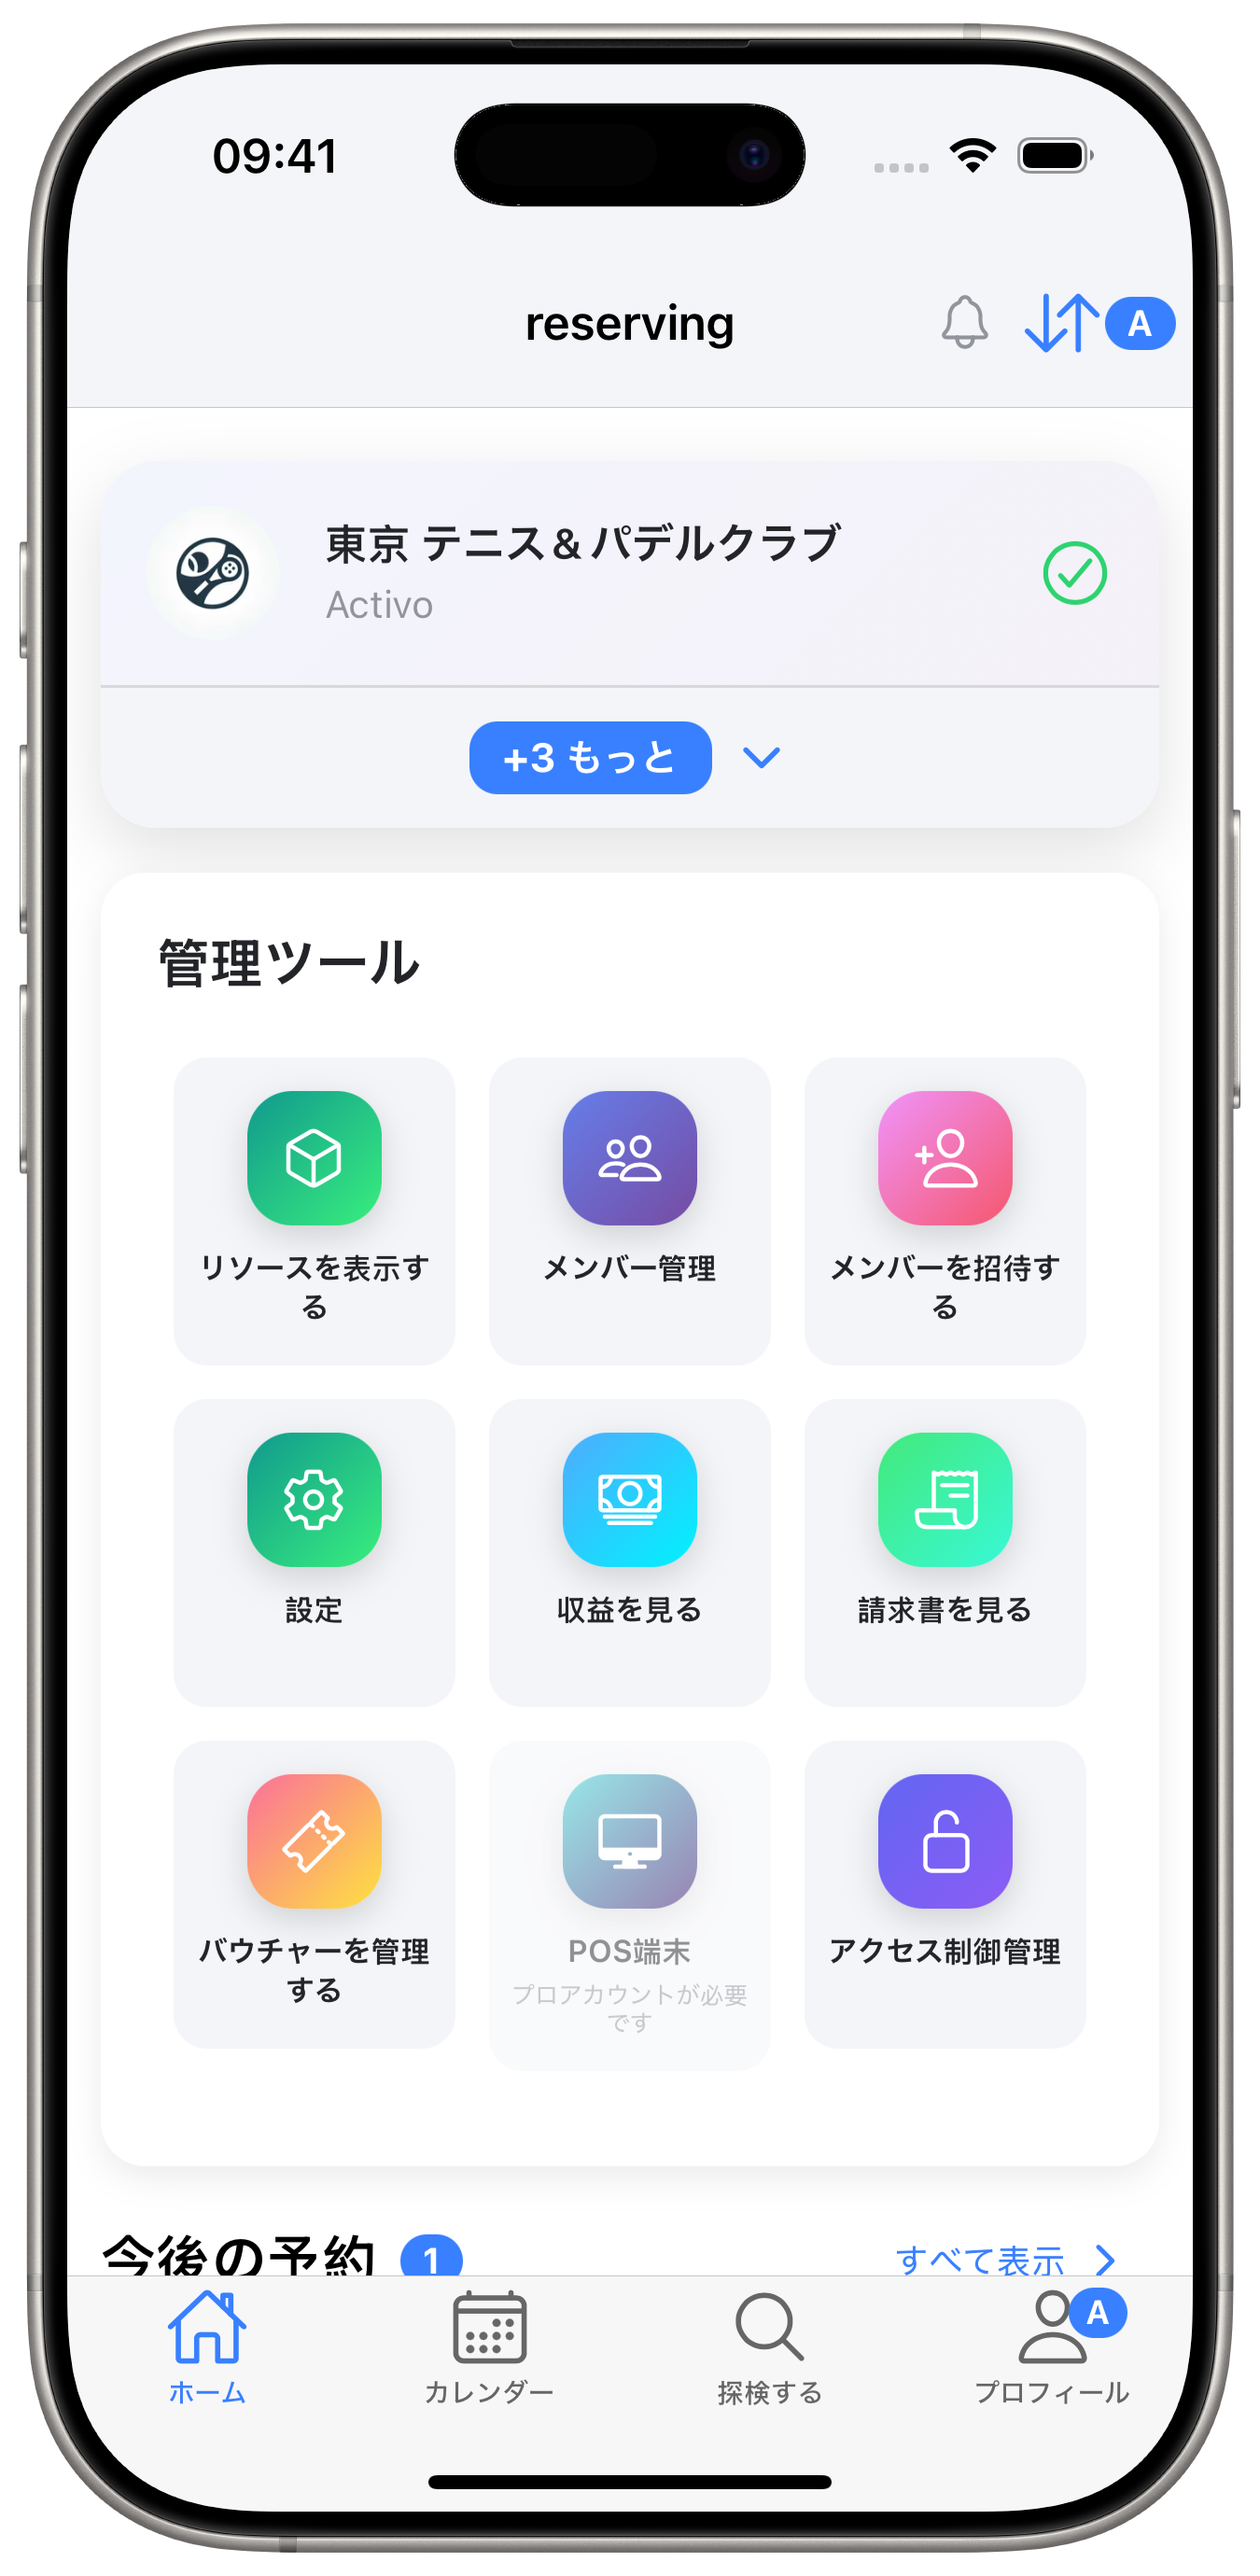 09:41
reserving
A
東京 テニス＆パデルクラブ
Activo
+3 もっと
管理ツール
リソースを表示す
る
メンバー管理
メンバーを招待す
る
設定
収益を見る
請求書を見る
バウチャーを管理
する
POS端末
プロアカウントが必要
です
アクセス制御管理
今後の予約
1
すべて表示
ホーム
カレンダー
探検する
A
プロフィール